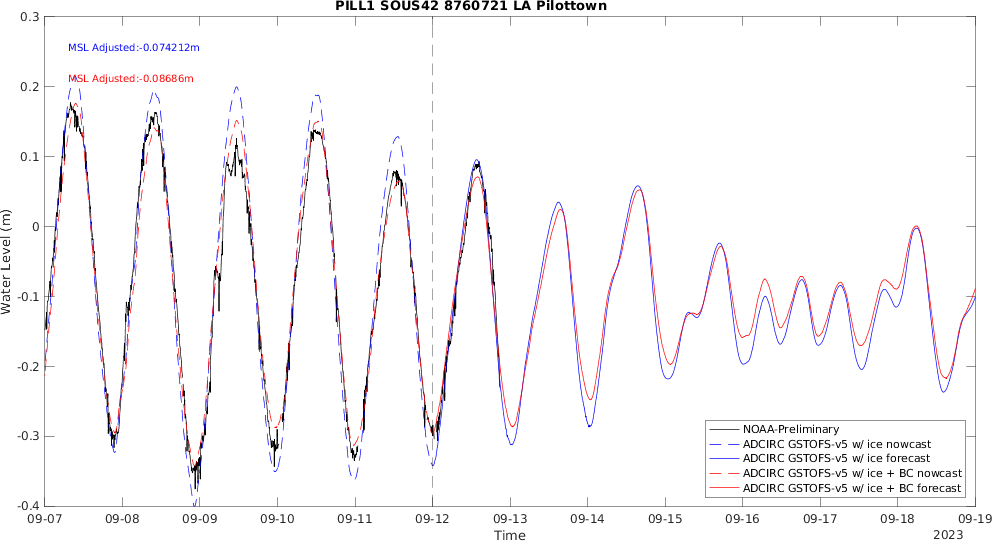 PILL1 SOUS42 8760721 LA Pilottown
0.3
MSL Adjusted:-0.074212m
MSL Adjusted:-0.08686m
0.2
0.1
0
-0.1
-0.2
-0.3
-0.4
Water Level (m)
NOAA-Preliminary
ADCIRC GSTOFS-v5 w/ ice nowcast
ADCIRC GSTOFS-v5 w/ ice forecast
ADCIRC GSTOFS-v5 w/ ice + BC nowcast
ADCIRC GSTOFS-v5 w/ ice + BC forecast
09-07 09-08 09-09 09-10 09-11 09-12 09-13 09-14 09-15 09-16 09-17 09-18 09-19
Time
2023